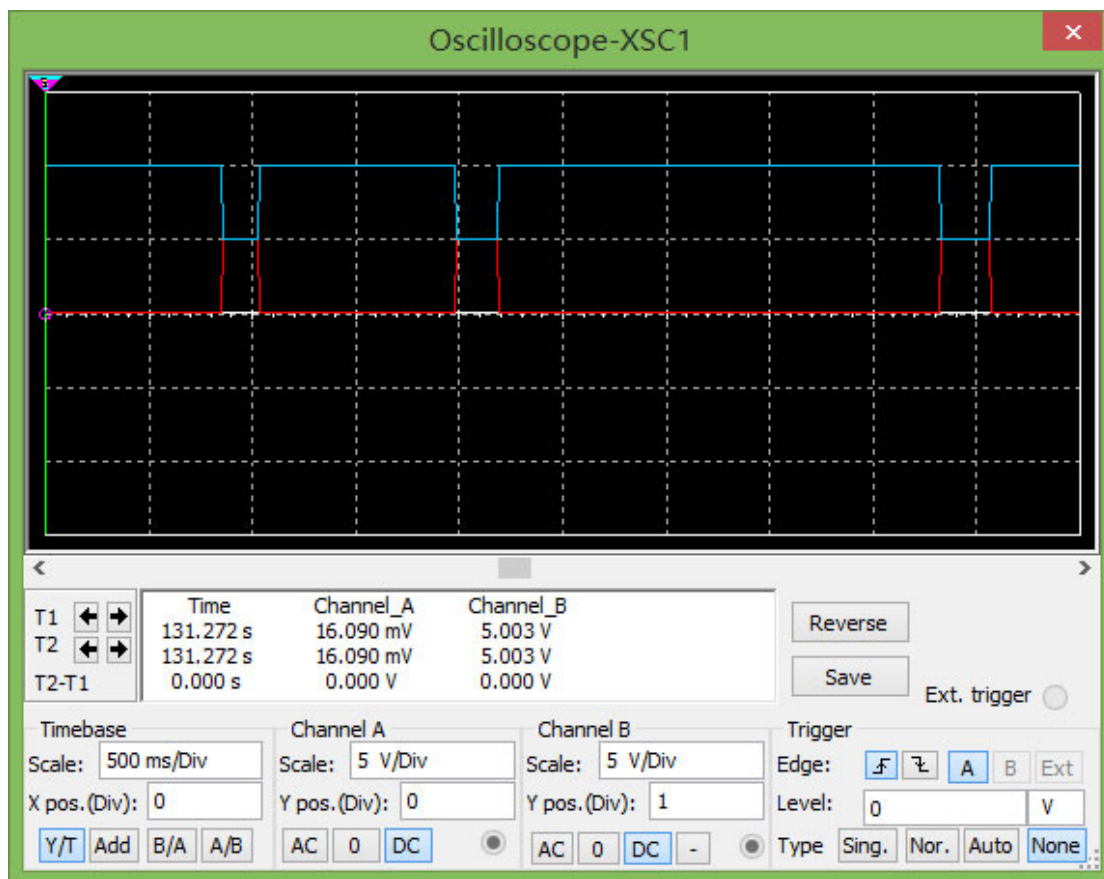 Oscilloscope-XSC1
Time Channel_A Channel_B
T1 131.272 s 16.090 mV 5.003 V
T2 131.272 s 16.090 mV 5.003 V
T2-T1 0.000 s 0.000 V 0.000 V
Reverse
Save
Ext. trigger
Timebase
Scale: 500 ms/Div
X pos.(Div): 0
Y/T Add B/A A/B
Channel A
Scale: 5 V/Div
Y pos.(Div): 0
AC 0 DC
Channel B
Scale: 5 V/Div
Y pos.(Div): 1
AC 0 DC -
Trigger
Edge: A B Ext
Level: 0 V
Type Sing. Nor. Auto None